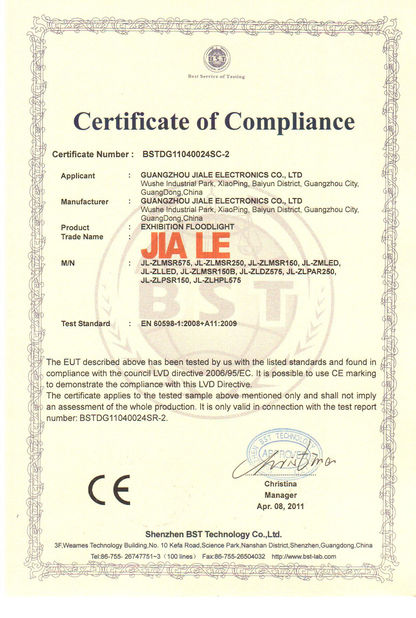 BST
Best Service of Testing
Certificate of Compliance
Certificate Number : BSTDG11040024SC-2
Applicant : GUANGZHOU JIALE ELECTRONICS CO., LTD
Wushe Industrial Park, XiaoPing, Baiyun District, Guangzhou City,
GuangDong,China
Manufacturer : GUANGZHOU JIALE ELECTRONICS CO., LTD
Wushe Industrial Park, XiaoPing, Baiyun District, Guangzhou City,
GuangDong,China
Product : EXHIBITION FLOODLIGHT
Trade Name : JIA LE
M/N : JL-ZLMSR575, JL-ZLMSR250, JL-ZLMSR150, JL-ZMLED,
JL-ZLLED, JL-ZLMSR150B, JL-ZLDZ575, JL-ZLPAR250,
JL-ZLPSR150, JL-ZLHPL575
BST
Test Standard : EN 60598-1:2008+A11:2009
The EUT described above has been tested by us with the listed standards and found in
compliance with the council LVD directive 2006/95/EC. It is possible to use CE marking
to demonstrate the compliance with this LVD Directive.
The certificate applies to the tested sample above mentioned only and shall not imply
an assessment of the whole production. It is only valid in connection with the test report
number: BSTDG11040024SR-2.
BST TECHNOLOGY
APPROVED
CE
Christina
Manager
Apr. 08, 2011
Shenzhen BST Technology Co.,Ltd.
3F,Weames Technology Building,No. 10 Kefa Road,Science Park,Nanshan District,Shenzhen,Guangdong,China
Tel:86-755- 26747751~3 (100 lines) Fax:86-755-26504032 http://www.bst-lab.com